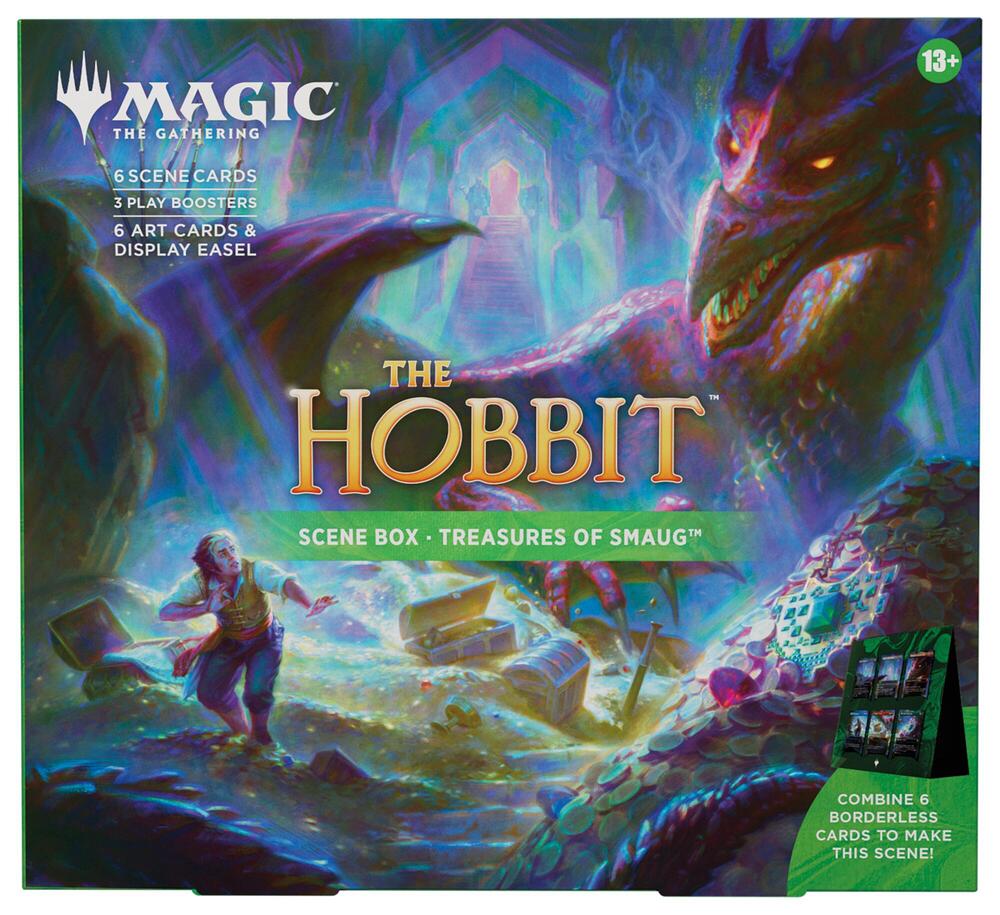 13+
MAGIC
THE GATHERING
6 SCENE CARDS
3 PLAY BOOSTERS
6 ART CARDS &
DISPLAY EASEL
THE
HOBBIT™
SCENE BOX · TREASURES OF SMAUG™
COMBINE 6
BORDERLESS
CARDS TO MAKE
THIS SCENE!